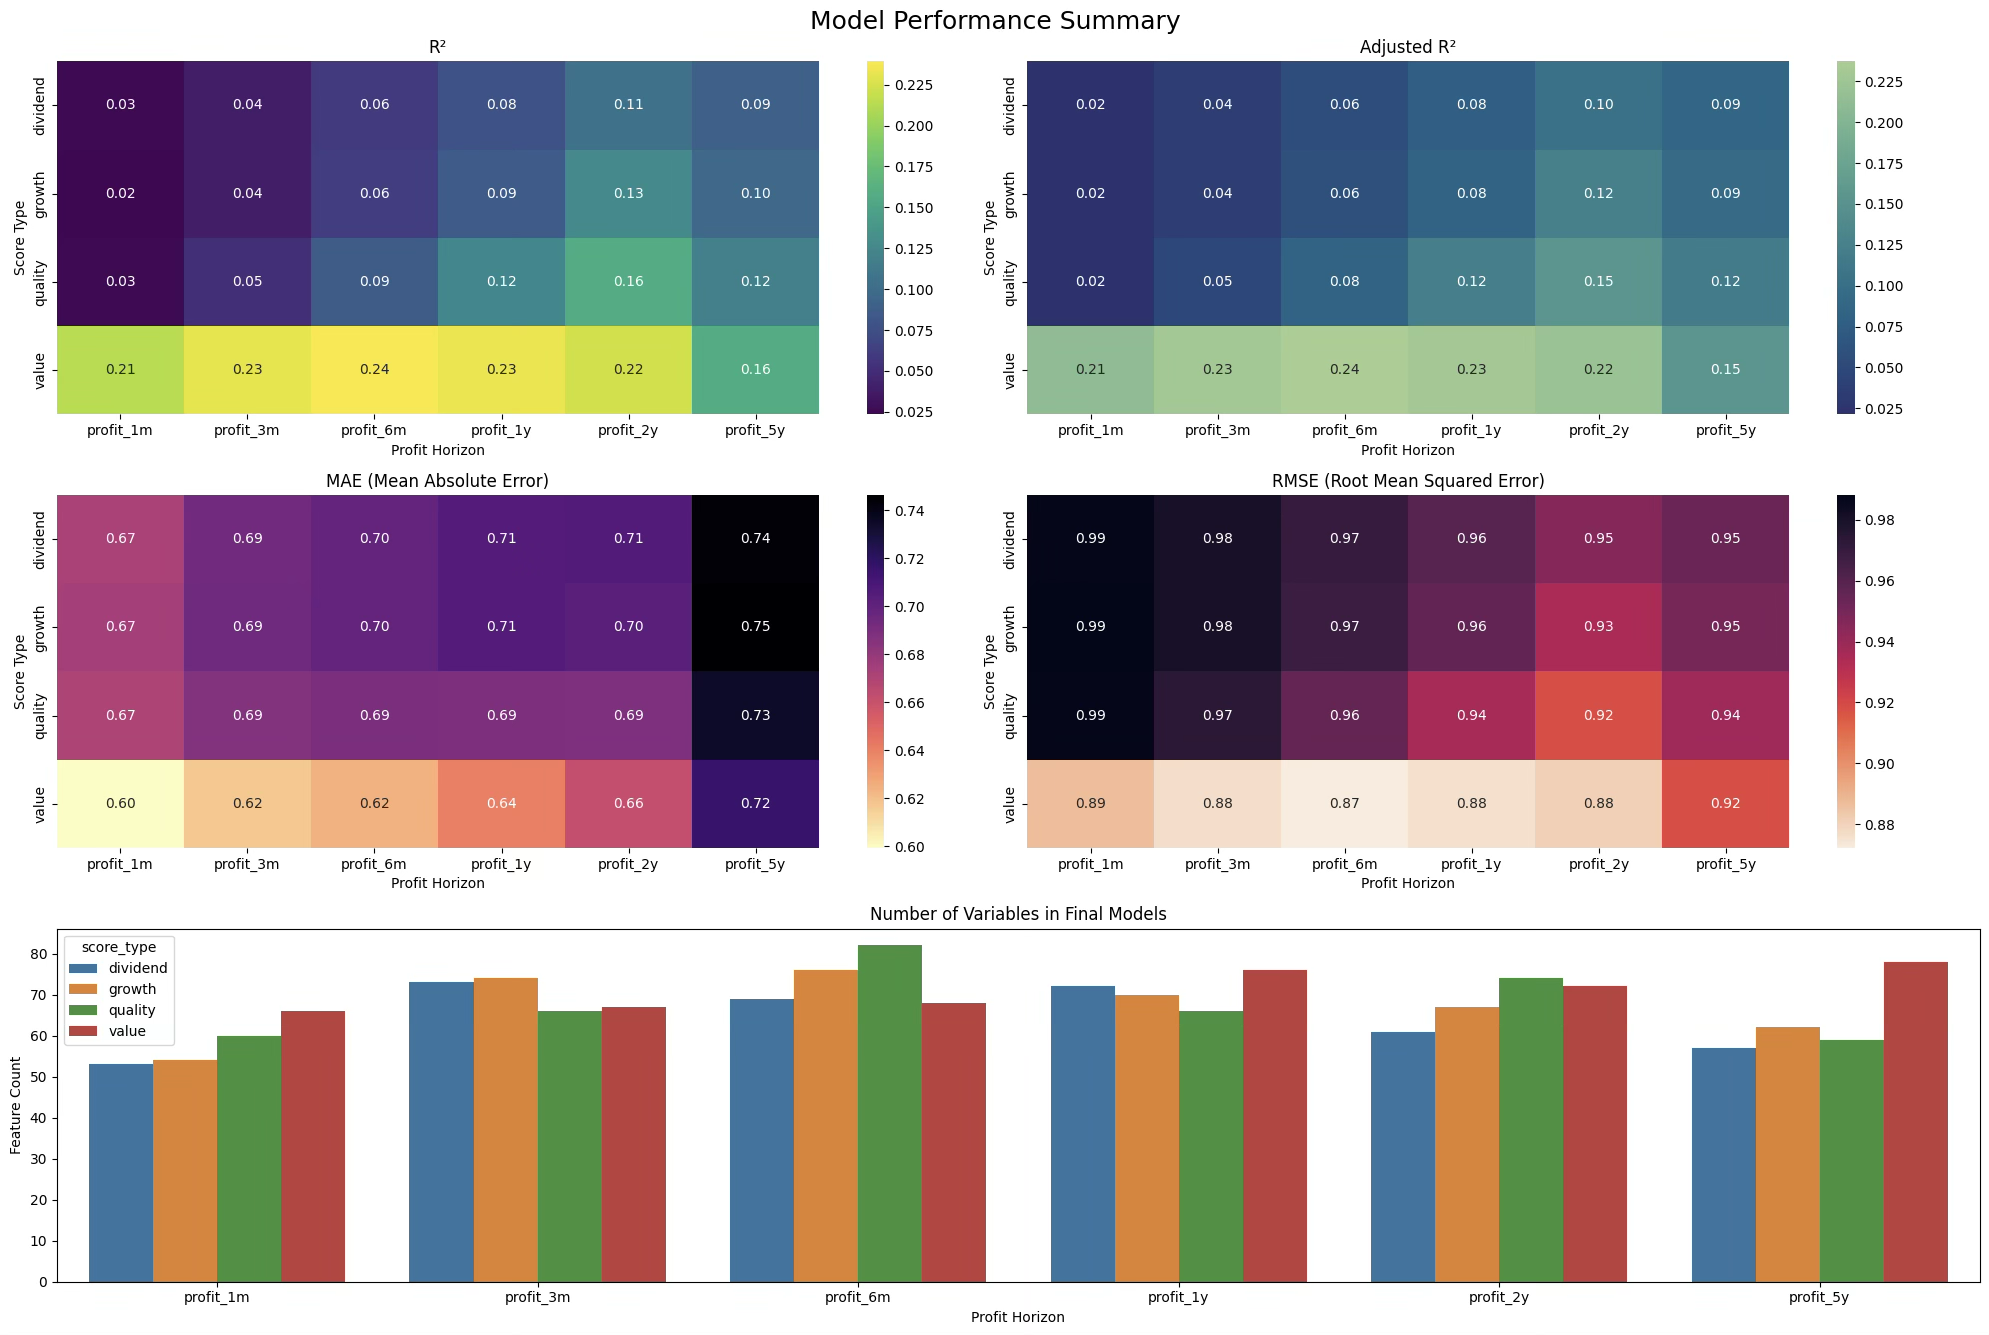 Model Performance Summary
R²
Score Type
dividend 0.03 0.04 0.06 0.08 0.11 0.09
growth 0.02 0.04 0.06 0.09 0.13 0.10
quality 0.03 0.05 0.09 0.12 0.16 0.12
value 0.21 0.23 0.24 0.23 0.22 0.16
profit_1m profit_3m profit_6m profit_1y profit_2y profit_5y
Profit Horizon
0.225
0.200
0.175
0.150
0.125
0.100
0.075
0.050
0.025
Adjusted R²
Score Type
dividend 0.02 0.04 0.06 0.08 0.10 0.09
growth 0.02 0.04 0.06 0.08 0.12 0.09
quality 0.02 0.05 0.08 0.12 0.15 0.12
value 0.21 0.23 0.24 0.23 0.22 0.15
profit_1m profit_3m profit_6m profit_1y profit_2y profit_5y
Profit Horizon
0.225
0.200
0.175
0.150
0.125
0.100
0.075
0.050
0.025
MAE (Mean Absolute Error)
Score Type
dividend 0.67 0.69 0.70 0.71 0.71 0.74
growth 0.67 0.69 0.70 0.71 0.70 0.75
quality 0.67 0.69 0.69 0.69 0.69 0.73
value 0.60 0.62 0.62 0.64 0.66 0.72
profit_1m profit_3m profit_6m profit_1y profit_2y profit_5y
Profit Horizon
0.74
0.72
0.70
0.68
0.66
0.64
0.62
0.60
RMSE (Root Mean Squared Error)
Score Type
dividend 0.99 0.98 0.97 0.96 0.95 0.95
growth 0.99 0.98 0.97 0.96 0.93 0.95
quality 0.99 0.97 0.96 0.94 0.92 0.94
value 0.89 0.88 0.87 0.88 0.88 0.92
profit_1m profit_3m profit_6m profit_1y profit_2y profit_5y
Profit Horizon
0.98
0.96
0.94
0.92
0.90
0.88
Number of Variables in Final Models
Feature Count
80
70
60
50
40
30
20
10
0
score_type
dividend
growth
quality
value
profit_1m profit_3m profit_6m profit_1y profit_2y profit_5y
Profit Horizon